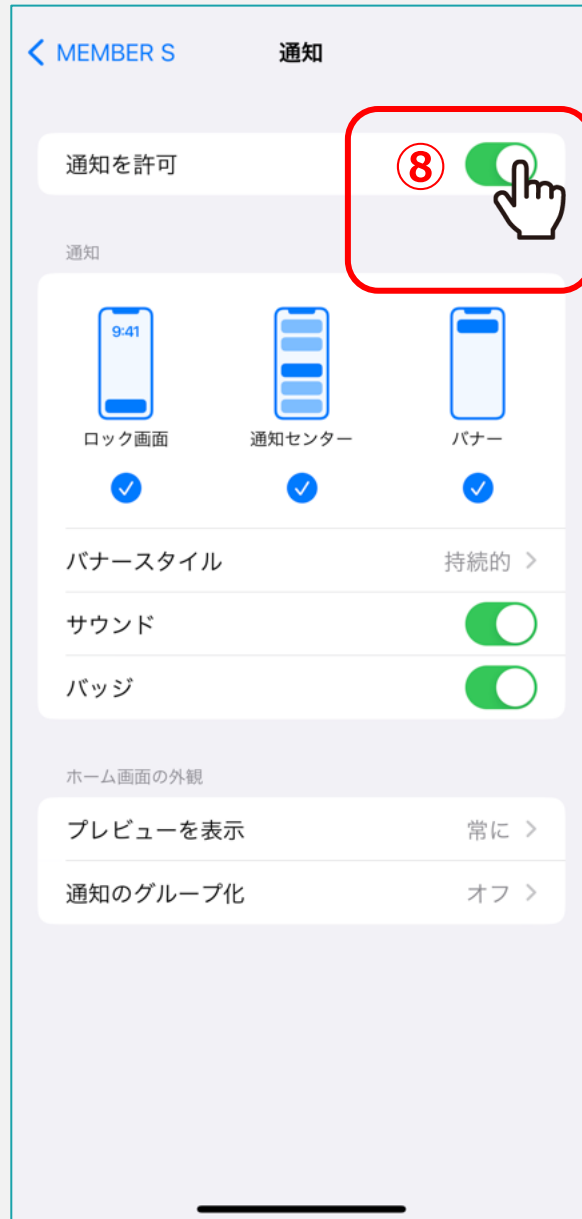 MEMBER S 通知
通知を許可 ⑧
通知
9:41
ロック画面 通知センター バナー
バナースタイル 持続的
サウンド
バッジ
ホーム画面の外観
プレビューを表示 常に
通知のグループ化 オフ